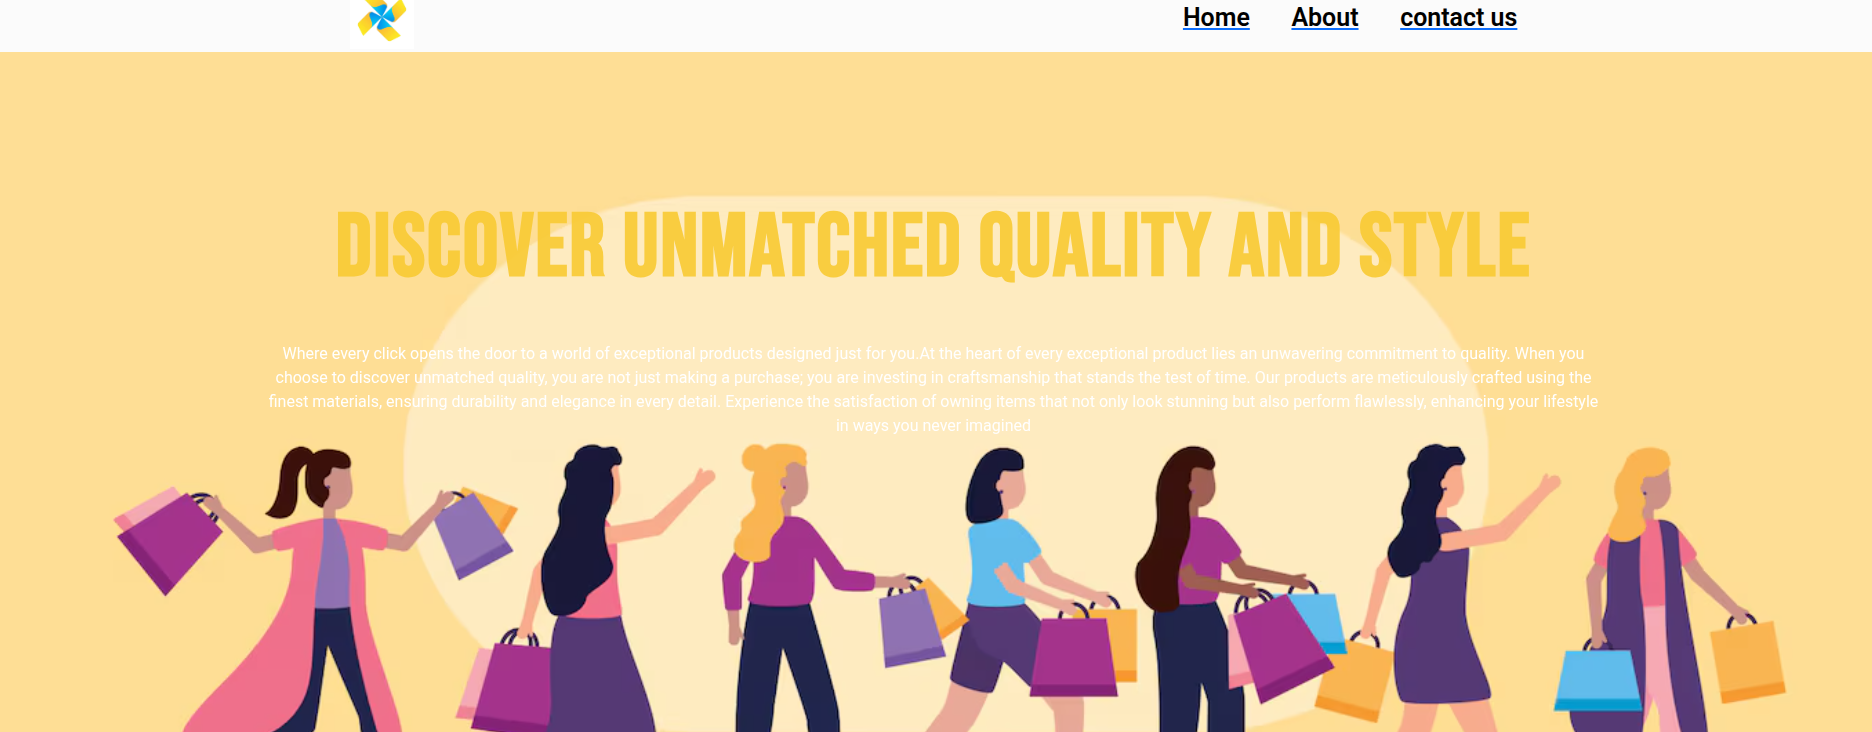 Home About contact us
DISCOVER UNMATCHED QUALITY AND STYLE
Where every click opens the door to a world of exceptional products designed just for you.At the heart of every exceptional product lies an unwavering commitment to quality. When you
choose to discover unmatched quality, you are not just making a purchase; you are investing in craftsmanship that stands the test of time. Our products are meticulously crafted using the
finest materials, ensuring durability and elegance in every detail. Experience the satisfaction of owning items that not only look stunning but also perform flawlessly, enhancing your lifestyle
in ways you never imagined